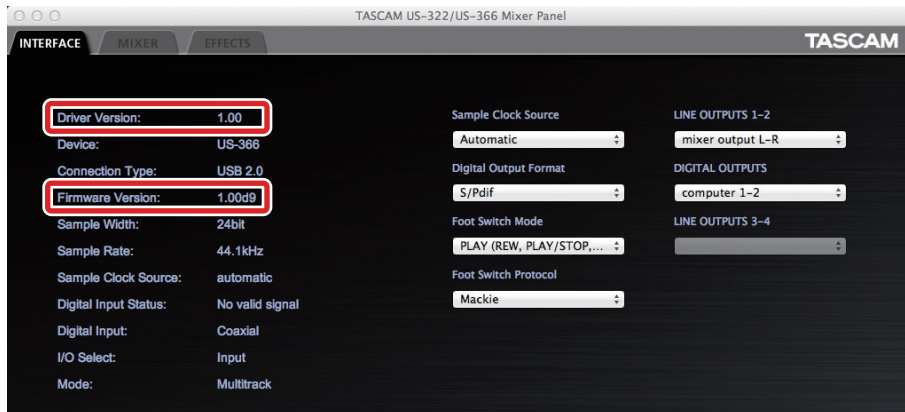 TASCAM US-322/US-366 Mixer Panel
INTERFACE MIXER EFFECTS TASCAM
Driver Version: 1.00
Device: US-366
Connection Type: USB 2.0
Firmware Version: 1.00d9
Sample Width: 24bit
Sample Rate: 44.1kHz
Sample Clock Source: automatic
Digital Input Status: No valid signal
Digital Input: Coaxial
I/O Select: Input
Mode: Multitrack
Sample Clock Source
Automatic
Digital Output Format
S/Pdif
Foot Switch Mode
PLAY (REW, PLAY/STOP,...
Foot Switch Protocol
Mackie
LINE OUTPUTS 1-2
mixer output L-R
DIGITAL OUTPUTS
computer 1-2
LINE OUTPUTS 3-4